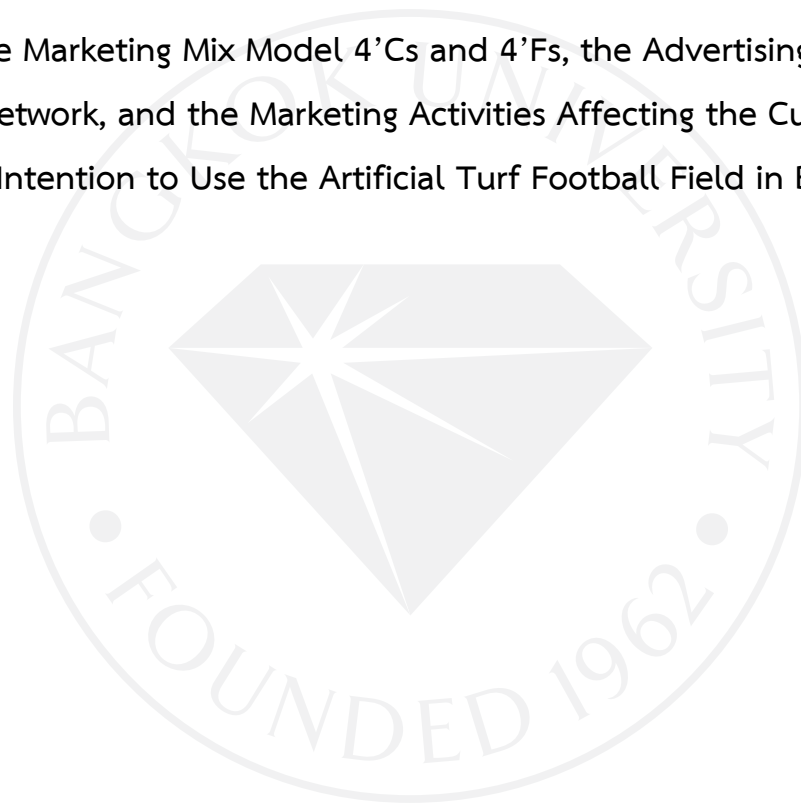 e Marketing Mix Model 4’Cs and 4’Fs, the Advertising
etwork, and the Marketing Activities Affecting the Cu
Intention to Use the Artificial Turf Football Field in B
BANGKOK UNIVERSITY
• FOUNDED 1962 •